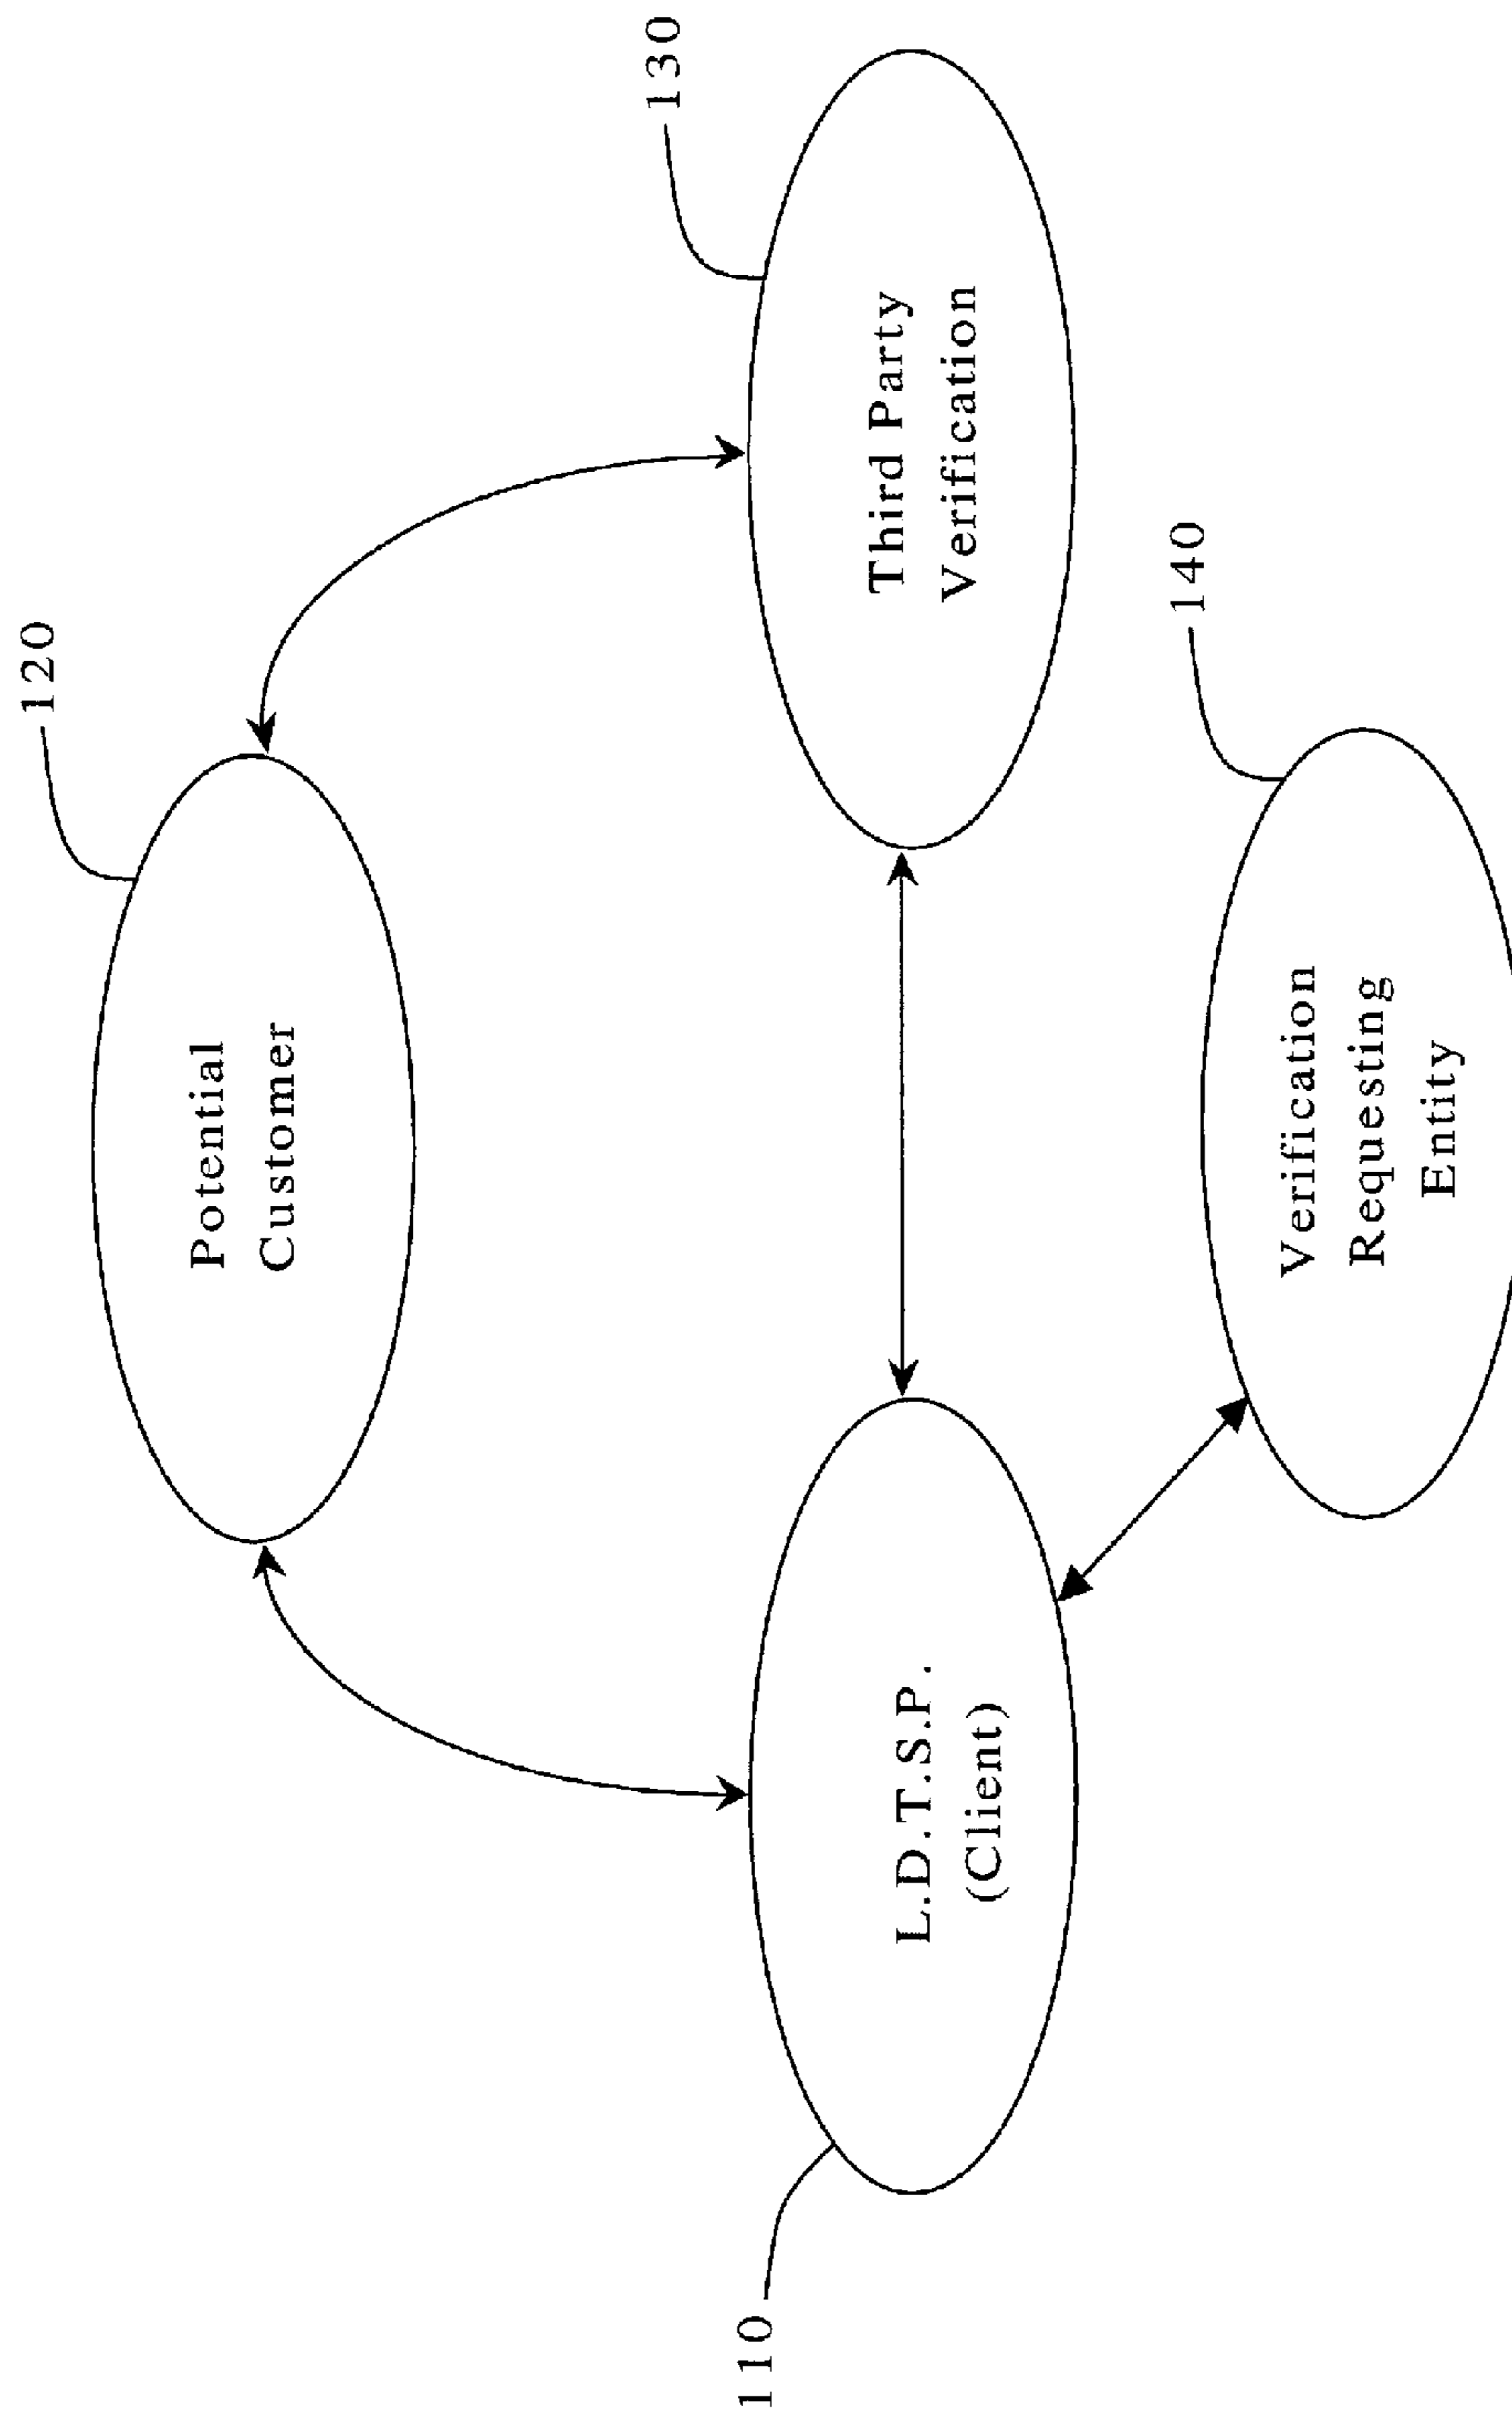 120
Potential
Customer
130
Third Party
Verification
110
L.D.T.S.P.
(Client)
140
Verification
Requesting
Entity